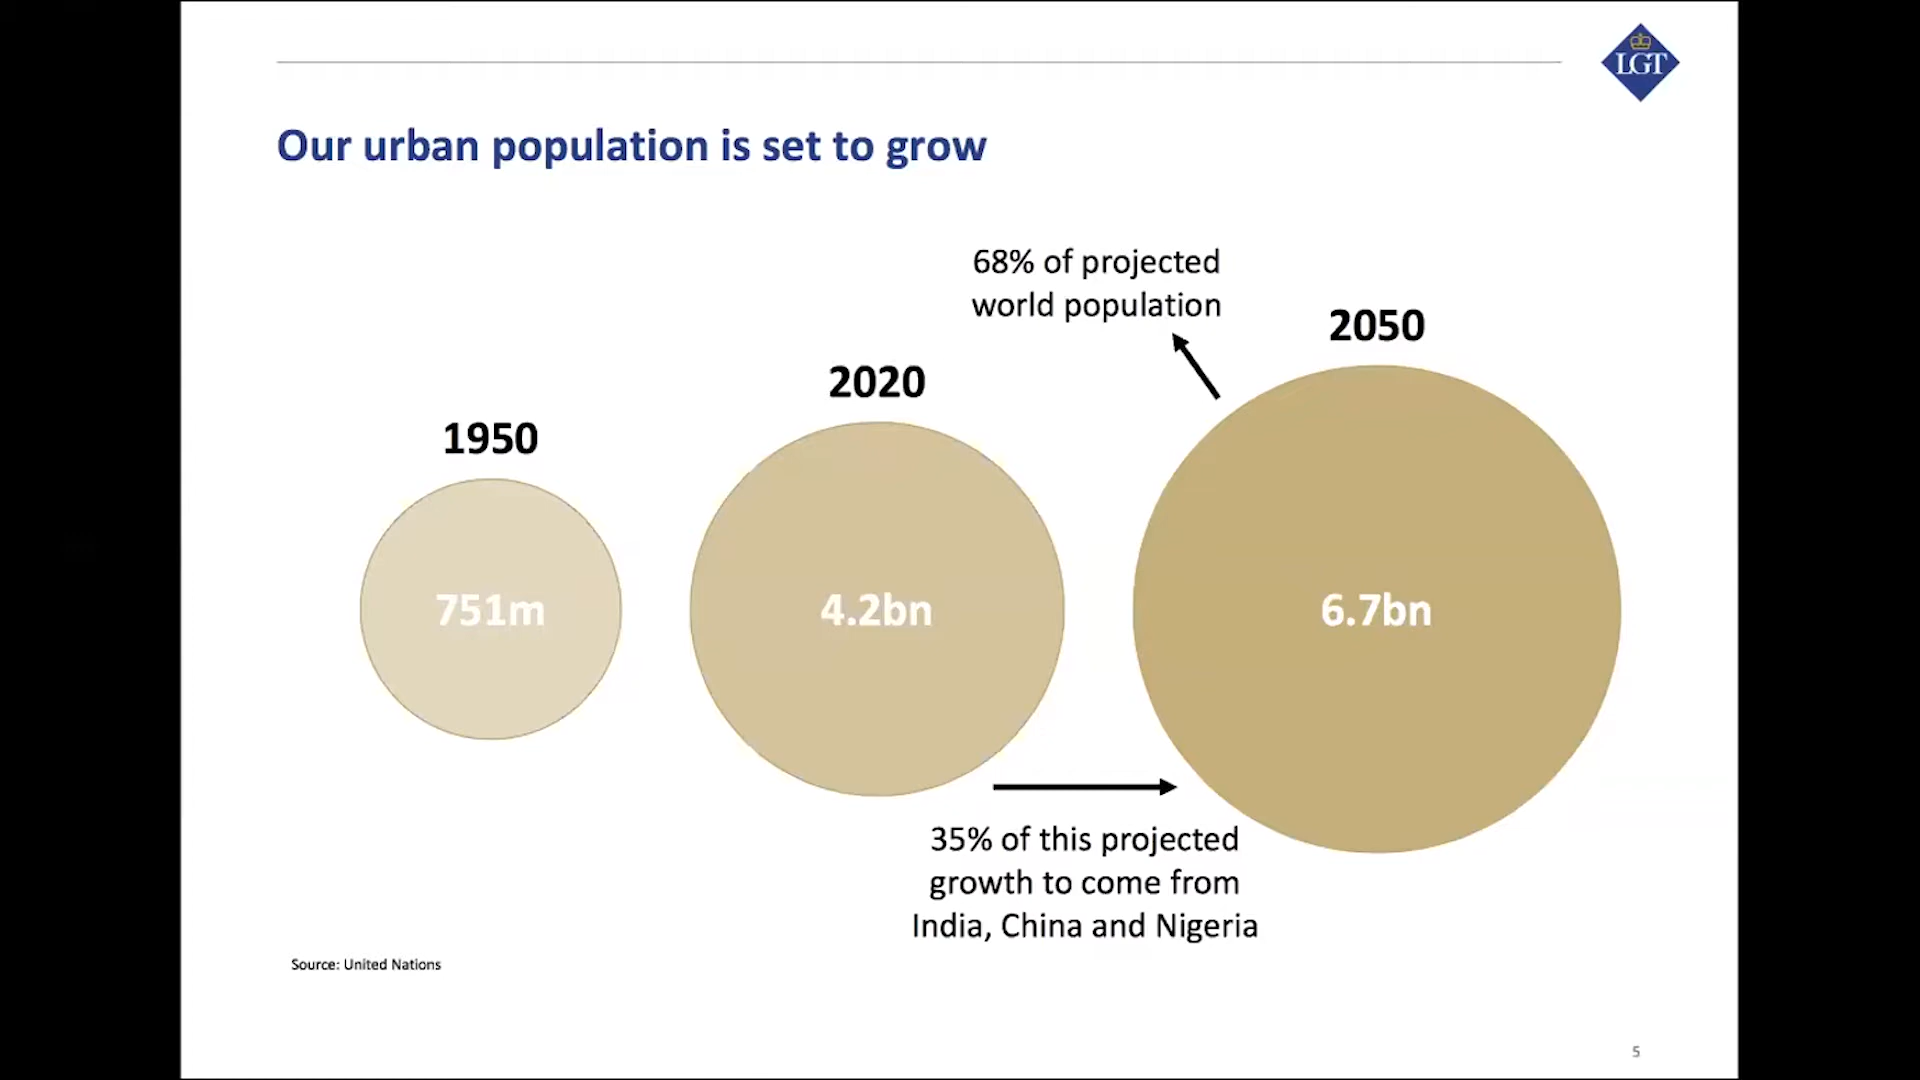 LGT
Our urban population is set to grow
68% of projected
world population
2050
2020
1950
751m
4.2bn
6.7bn
35% of this projected
growth to come from
India, China and Nigeria
Source: United Nations
5